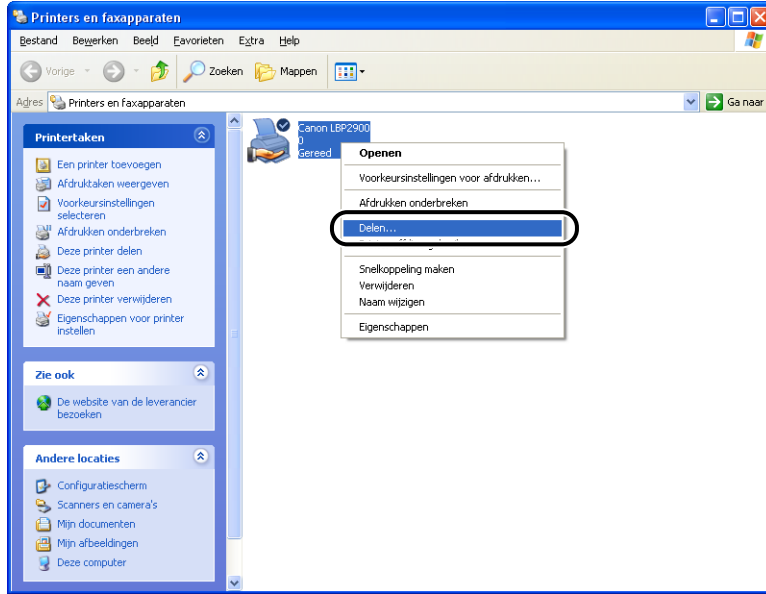 Printers en faxapparaten
Bestand Bewerken Beeld Favorieten Extra Help
Vorige Zoeken Mappen
Adres Printers en faxapparaten Ga naar
Printertaken
Een printer toevoegen
Afdruktaken weergeven
Voorkeursinstellingen
selecteren
Afdrukken onderbreken
Deze printer delen
Deze printer een andere
naam geven
Deze printer verwijderen
Eigenschappen voor printer
instellen
Zie ook
De website van de leverancier
bezoeken
Andere locaties
Configuratiescherm
Scanners en camera's
Mijn documenten
Mijn afbeeldingen
Deze computer
Canon LBP2900
0
Gereed
Openen
Voorkeursinstellingen voor afdrukken...
Afdrukken onderbreken
Delen...
Snelkoppeling maken
Verwijderen
Naam wijzigen
Eigenschappen